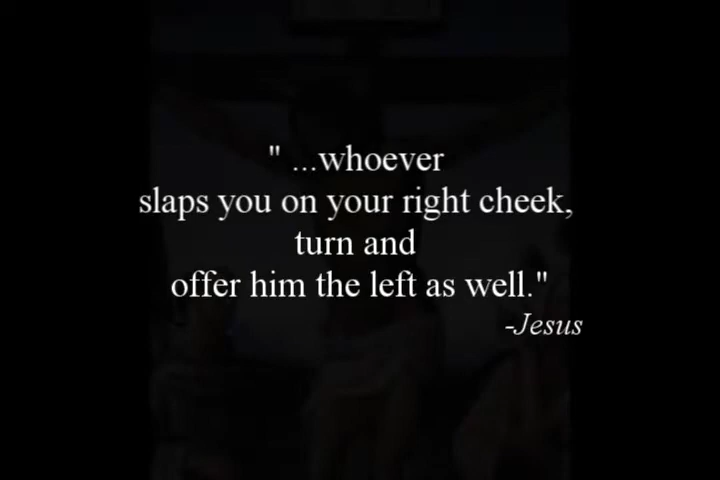 " ...whoever
slaps you on your right cheek,
turn and
offer him the left as well."
-Jesus